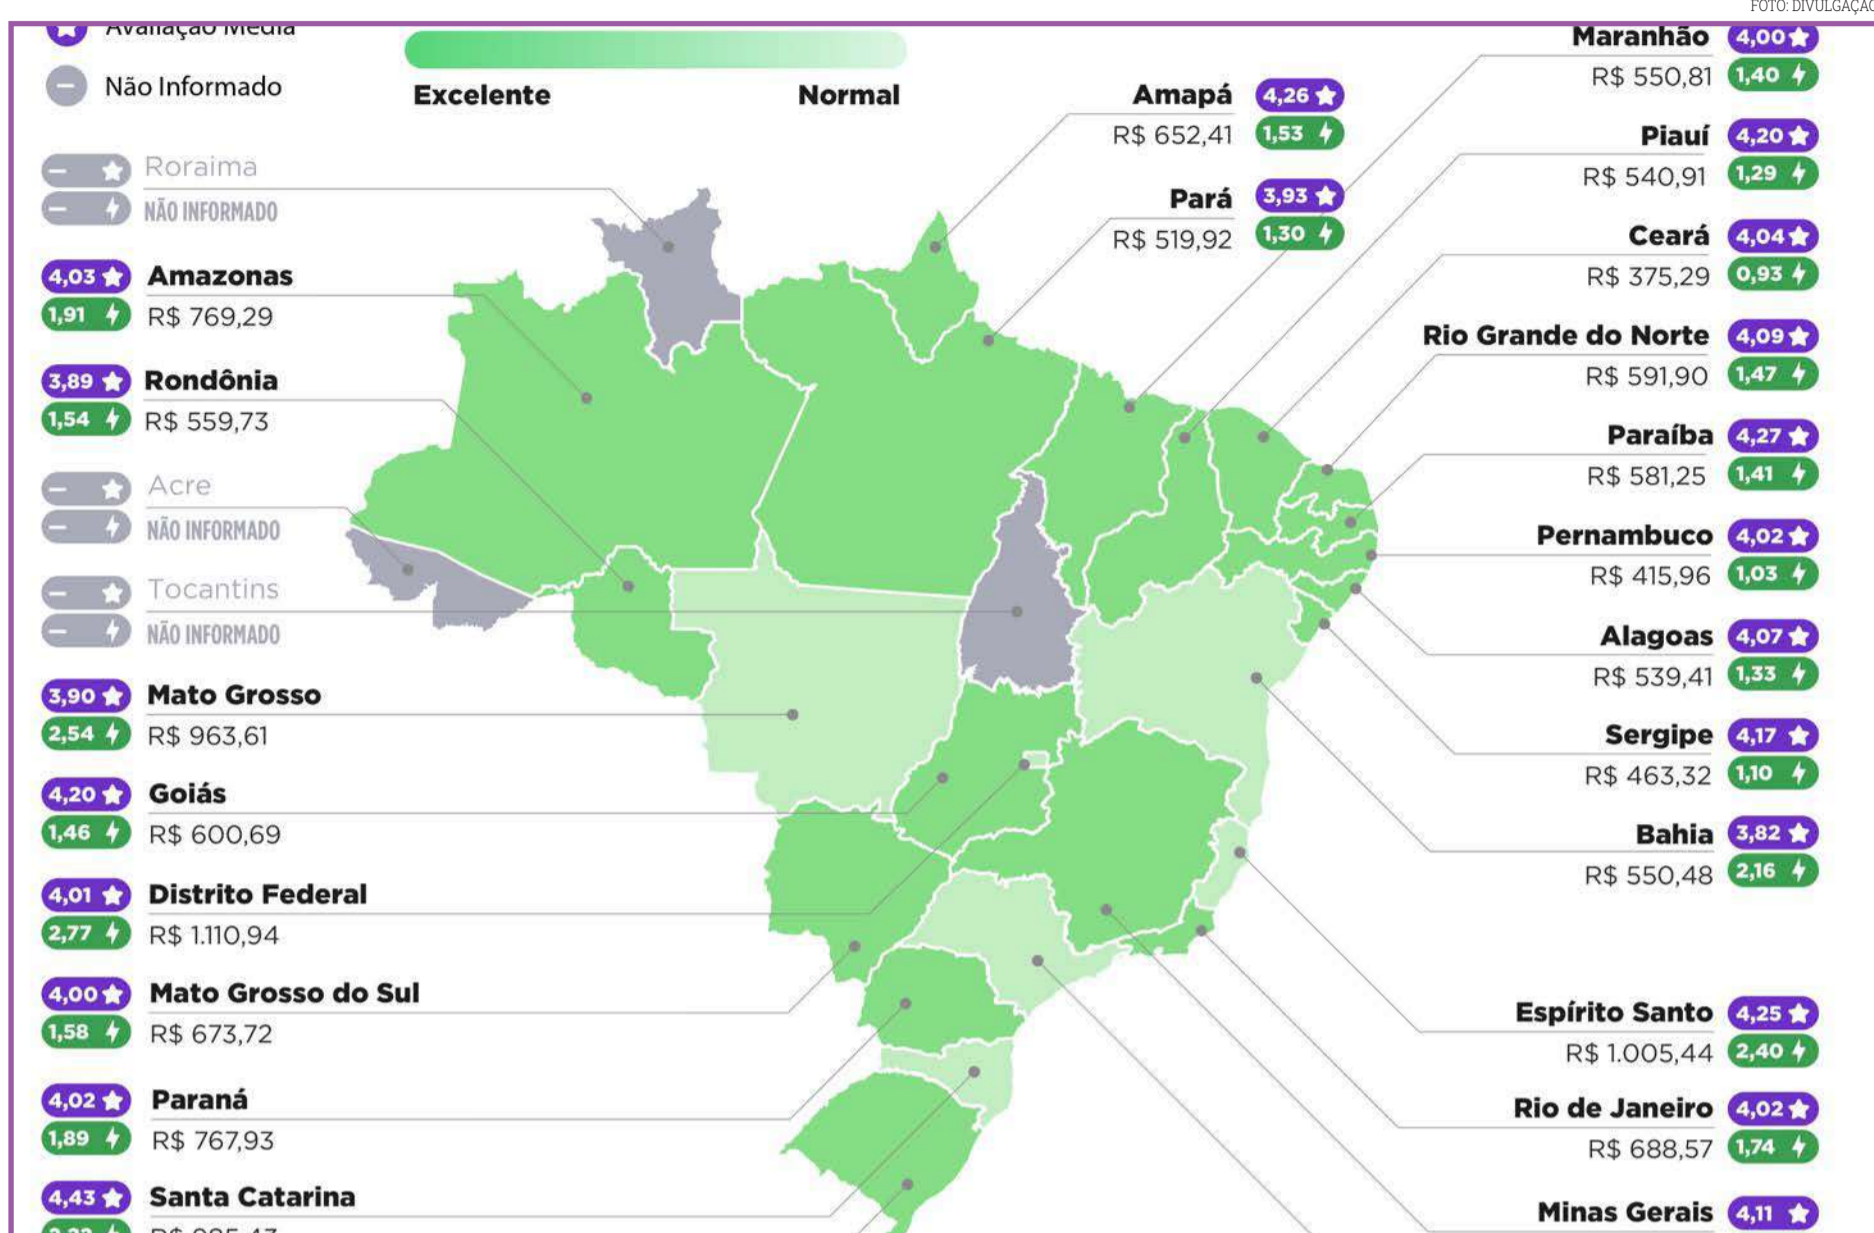 FOTO: DIVULGAÇÃO
Avaliação Média
Não Informado
Excelente
Normal
Roraima
NÃO INFORMADO
4,03 Amazonas
1,91 R$ 769,29
3,89 Rondônia
1,54 R$ 559,73
Acre
NÃO INFORMADO
Tocantins
NÃO INFORMADO
3,90 Mato Grosso
2,54 R$ 963,61
4,20 Goiás
1,46 R$ 600,69
4,01 Distrito Federal
2,77 R$ 1.110,94
4,00 Mato Grosso do Sul
1,58 R$ 673,72
4,02 Paraná
1,89 R$ 767,93
4,43 Santa Catarina
Amapá 4,26
R$ 652,41 1,53
Pará 3,93
R$ 519,92 1,30
Maranhão 4,00
R$ 550,81 1,40
Piauí 4,20
R$ 540,91 1,29
Ceará 4,04
R$ 375,29 0,93
Rio Grande do Norte 4,09
R$ 591,90 1,47
Paraíba 4,27
R$ 581,25 1,41
Pernambuco 4,02
R$ 415,96 1,03
Alagoas 4,07
R$ 539,41 1,33
Sergipe 4,17
R$ 463,32 1,10
Bahia 3,82
R$ 550,48 2,16
Espírito Santo 4,25
R$ 1.005,44 2,40
Rio de Janeiro 4,02
R$ 688,57 1,74
Minas Gerais 4,11